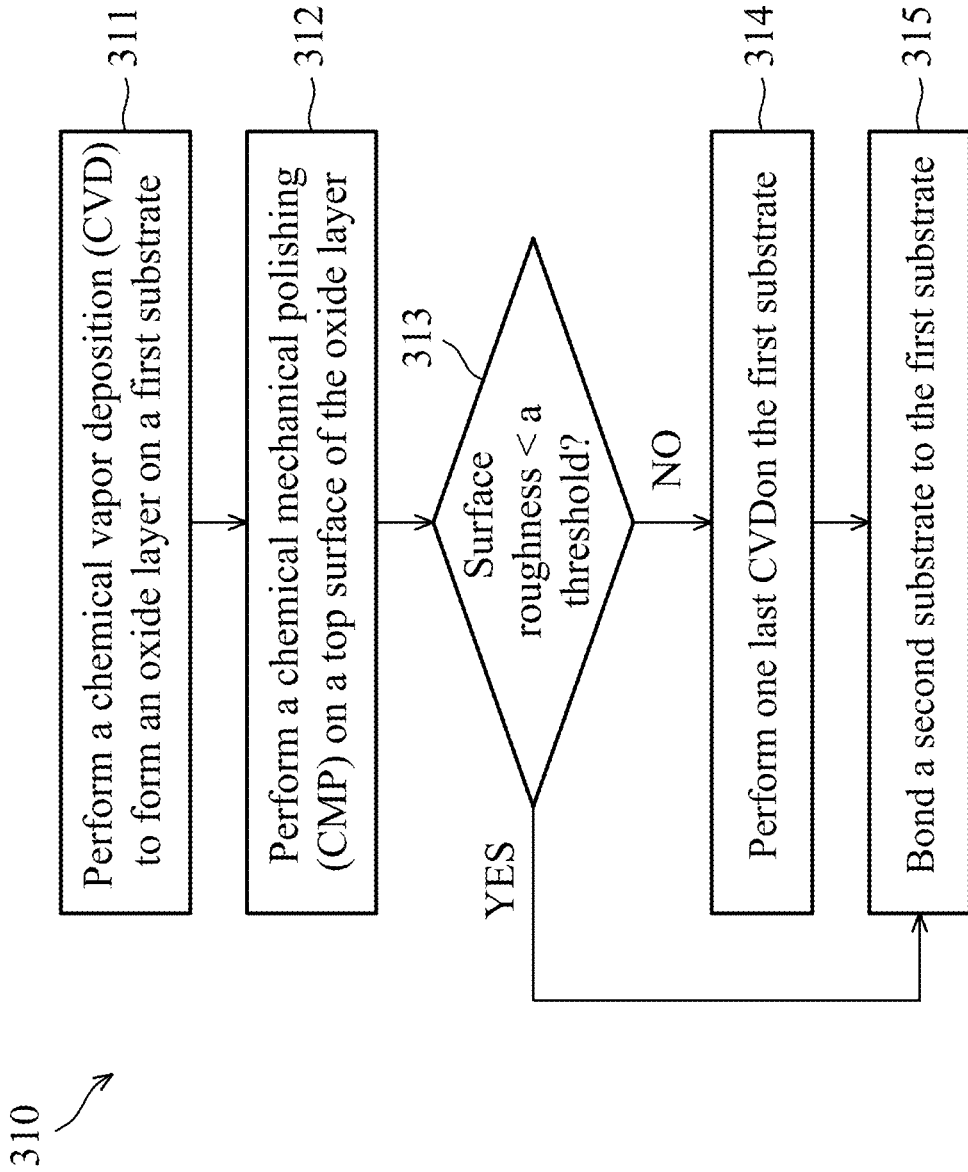 310
Perform a chemical vapor deposition (CVD)
to form an oxide layer on a first substrate
311
Perform a chemical mechanical polishing
(CMP) on a top surface of the oxide layer
312
Surface
roughness < a
threshold?
313
YES
NO
Perform one last CVDon the first substrate
314
Bond a second substrate to the first substrate
315